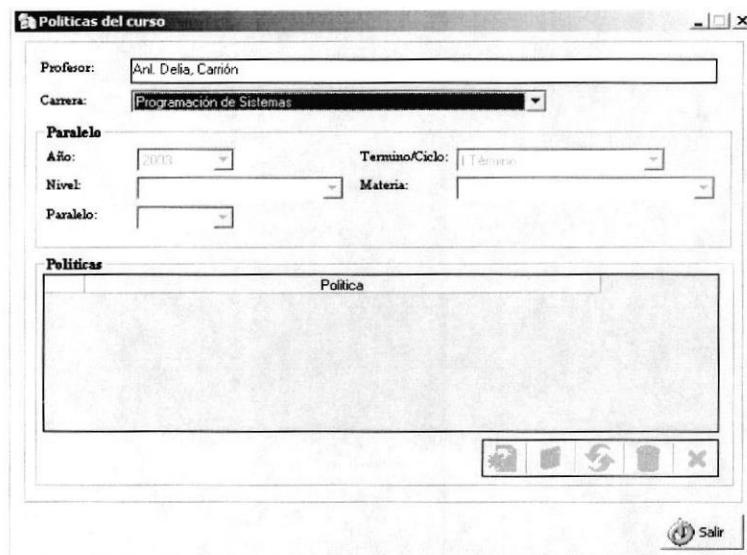 Politicas del curso
Profesor: Anl. Delia, Carrión
Carrera: Programación de Sistemas
Paralelo
Año: 2003 Termino/Ciclo: I Término
Nivel: Materia:
Paralelo:
Politicas
Politica
Salir